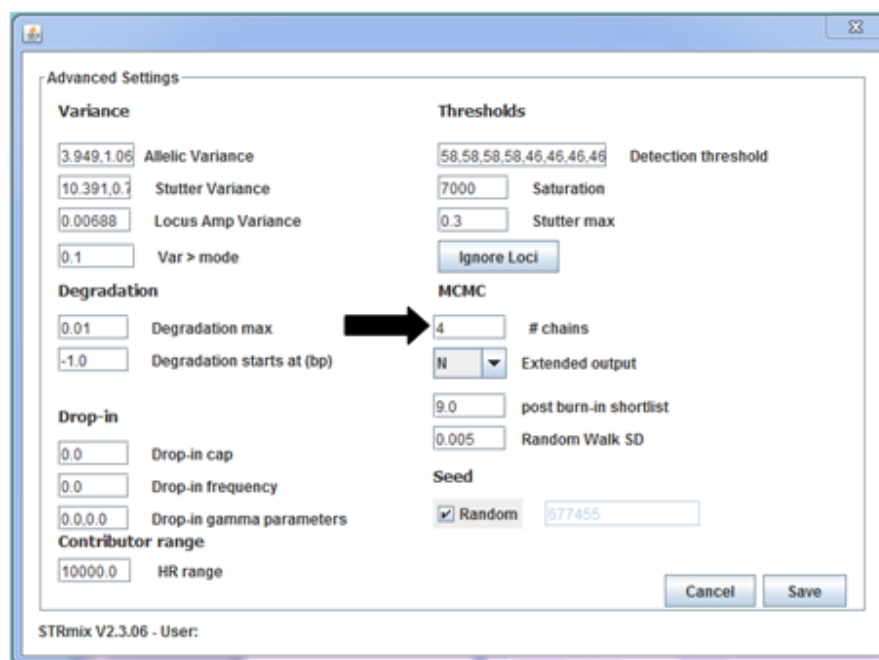 Advanced Settings
Variance
3.949,1.06 Allelic Variance
10.391,0.7 Stutter Variance
0.00688 Locus Amp Variance
0.1 Var > mode
Degradation
0.01 Degradation max
-1.0 Degradation starts at (bp)
Drop-in
0.0 Drop-in cap
0.0 Drop-in frequency
0.0,0.0 Drop-in gamma parameters
Contributor range
10000.0 HR range
Thresholds
58,58,58,58,46,46,46,46 Detection threshold
7000 Saturation
0.3 Stutter max
Ignore Loci
MCMC
4 # chains
N Extended output
9.0 post burn-in shortlist
0.005 Random Walk SD
Seed
Random 677455
Cancel Save
STRmix V2.3.06 - User: